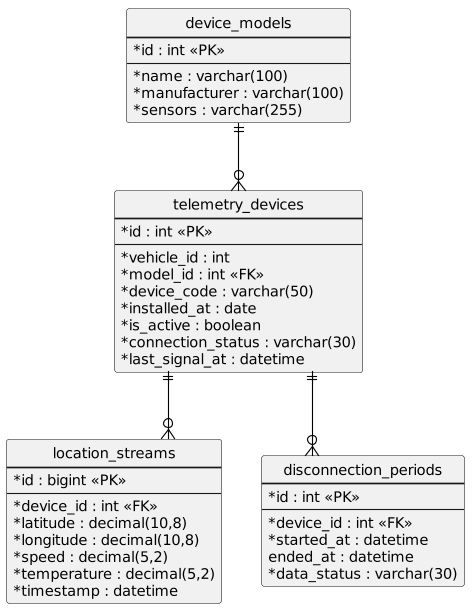 device_models
*id : int «PK»
*name : varchar(100)
*manufacturer : varchar(100)
*sensors : varchar(255)
telemetry_devices
*id : int «PK»
*vehicle_id : int
*model_id : int «FK»
*device_code : varchar(50)
*installed_at : date
*is_active : boolean
*connection_status : varchar(30)
*last_signal_at : datetime
location_streams
*id : bigint «PK»
*device_id : int «FK»
*latitude : decimal(10,8)
*longitude : decimal(10,8)
*speed : decimal(5,2)
*temperature : decimal(5,2)
*timestamp : datetime
disconnection_periods
*id : int «PK»
*device_id : int «FK»
*started_at : datetime
ended_at : datetime
*data_status : varchar(30)